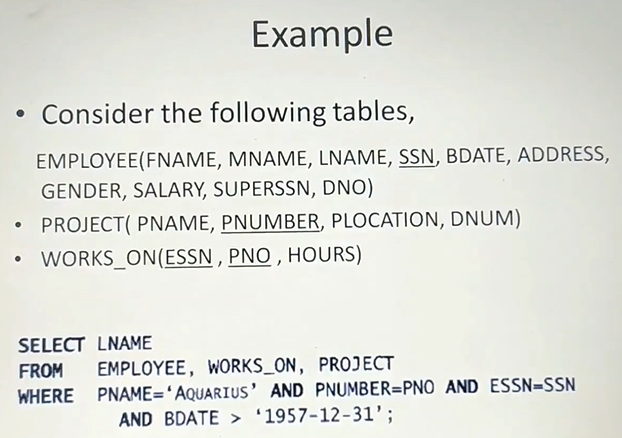 Example
• Consider the following tables,
EMPLOYEE(FNAME, MNAME, LNAME, SSN, BDATE, ADDRESS,
GENDER, SALARY, SUPERSSN, DNO)
• PROJECT( PNAME, PNUMBER, PLOCATION, DNUM)
• WORKS_ON(ESSN , PNO , HOURS)
SELECT LNAME
FROM EMPLOYEE, WORKS_ON, PROJECT
WHERE PNAME=‘AQUARIUS’ AND PNUMBER=PNO AND ESSN=SSN
AND BDATE > ‘1957-12-31’;